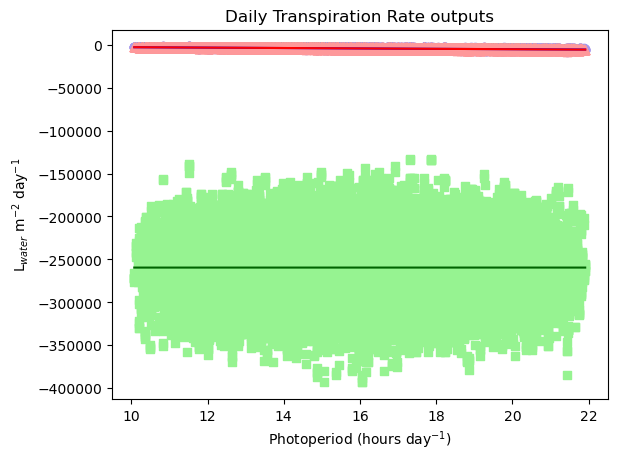 Daily Transpiration Rate outputs
L_water m⁻² day⁻¹
0
−50000
−100000
−150000
−200000
−250000
−300000
−350000
−400000
10 12 14 16 18 20 22
Photoperiod (hours day⁻¹)